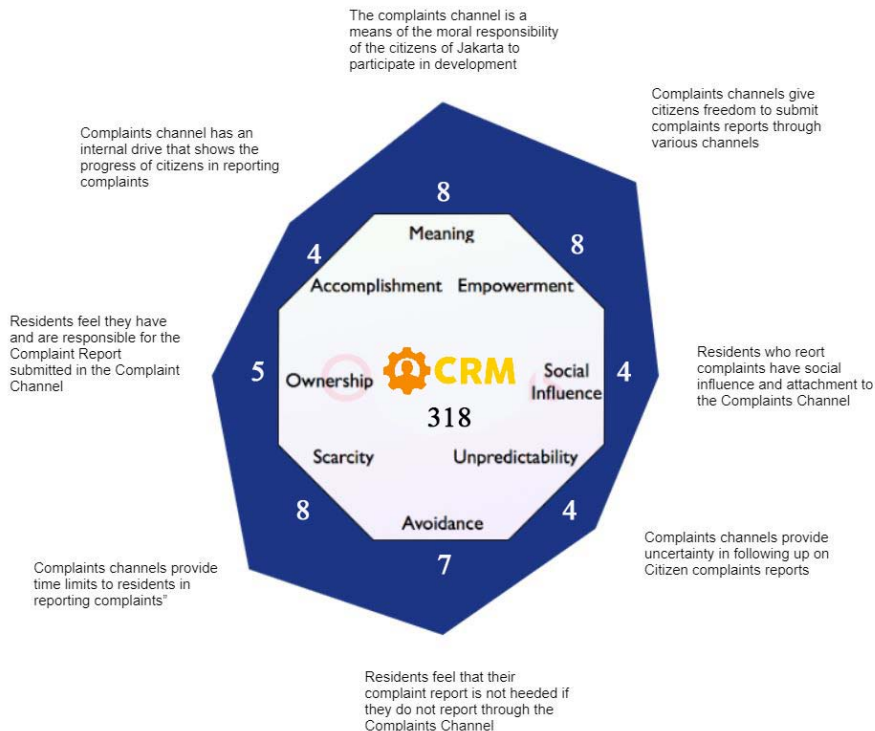 The complaints channel is a
means of the moral responsibility
of the citizens of Jakarta to
participate in development
Complaints channels give
citizens freedom to submit
complaints reports through
various channels
Complaints channel has an
internal drive that shows the
progress of citizens in reporting
complaints
8
Meaning
8
4
Accomplishment
Empowerment
Residents feel they have
and are responsible for the
Complaint Report
submitted in the Complaint
Channel
5
Ownership
CRM
318
Social
Influence
4
Residents who reort
complaints have social
influence and attachment to
the Complaints Channel
Scarcity
Unpredictability
8
4
Avoidance
7
Complaints channels provide
uncertainty in following up on
Citizen complaints reports
Complaints channels provide
time limits to residents in
reporting complaints"
Residents feel that their
complaint report is not heeded if
they do not report through the
Complaints Channel